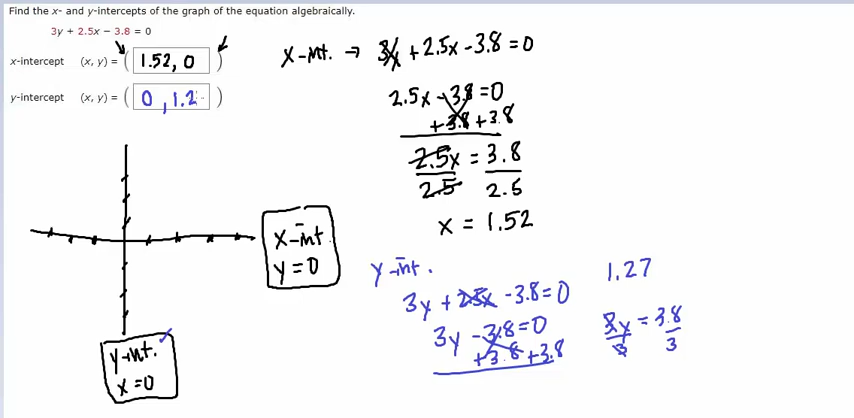 Find the x- and y-intercepts of the graph of the equation algebraically.
3y + 2.5x − 3.8 = 0
x-intercept (x, y) = ( 1.52, 0 )
y-intercept (x, y) = ( 0, 1.2 )
x-int. → 3y + 2.5x - 3.8 = 0
2.5x - 3.8 = 0
+3.8 +3.8
2.5x = 3.8
2.5 2.5
x = 1.52
x-int
y = 0
y-int.
x = 0
y-int.
3y + 2.5x - 3.8 = 0
3y - 3.8 = 0
+3.8 +3.8
1.27
3y = 3.8
3 3